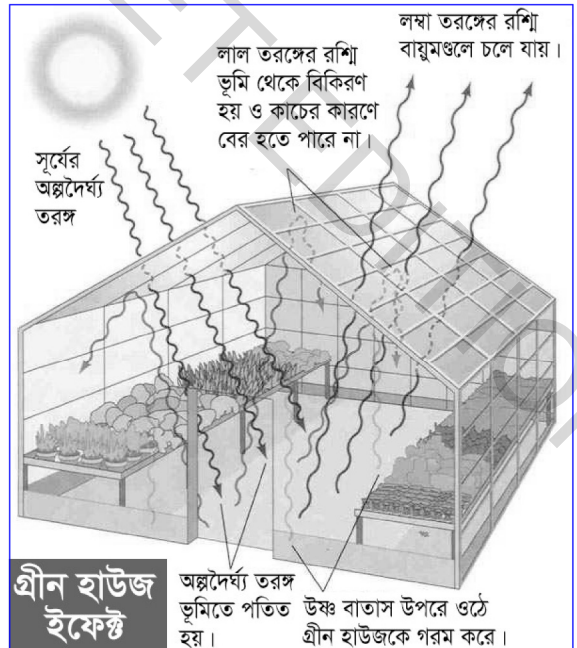 লম্বা তরঙ্গের রশ্মি
বায়ুমণ্ডলে চলে যায়।
লাল তরঙ্গের রশ্মি
ভূমি থেকে বিকিরণ
হয় ও কাচের কারণে
বের হতে পারে না।
সূর্যের
অল্পদৈর্ঘ্য
তরঙ্গ
গ্রীন হাউজ
ইফেক্ট
অল্পদৈর্ঘ্য তরঙ্গ
ভূমিতে পতিত
হয়।
উষ্ণ বাতাস উপরে ওঠে
গ্রীন হাউজকে গরম করে।